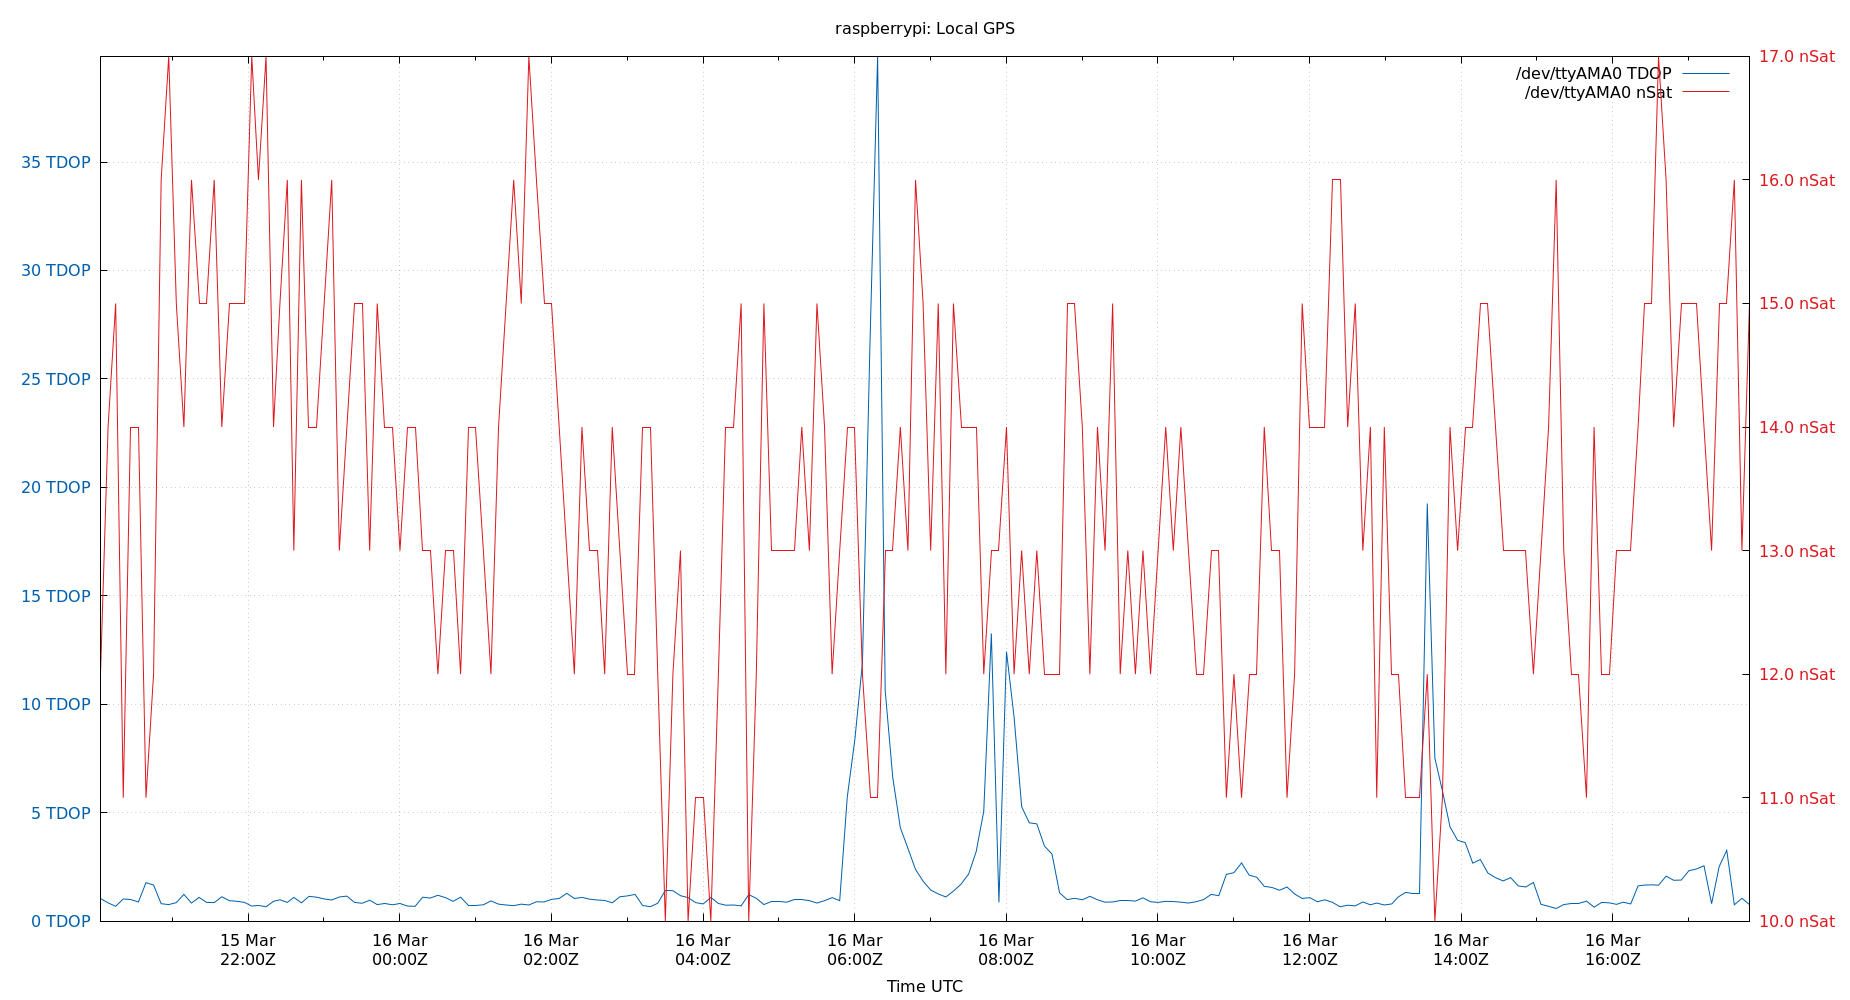 raspberrypi: Local GPS
/dev/ttyAMA0 TDOP
/dev/ttyAMA0 nSat
35 TDOP
30 TDOP
25 TDOP
20 TDOP
15 TDOP
10 TDOP
5 TDOP
0 TDOP
17.0 nSat
16.0 nSat
15.0 nSat
14.0 nSat
13.0 nSat
12.0 nSat
11.0 nSat
10.0 nSat
15 Mar 16 Mar 16 Mar 16 Mar 16 Mar 16 Mar 16 Mar 16 Mar 16 Mar 16 Mar
22:00Z 00:00Z 02:00Z 04:00Z 06:00Z 08:00Z 10:00Z 12:00Z 14:00Z 16:00Z
Time UTC